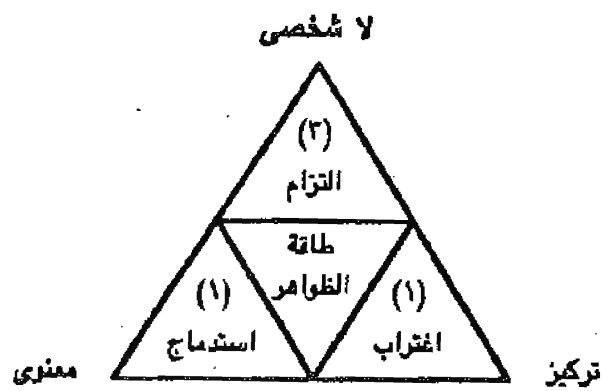 لا شخصى
(٣)
التزام
طاقة
الظواهر
(١)
اغتراب
(١)
استدماج
تركيز
معنوى